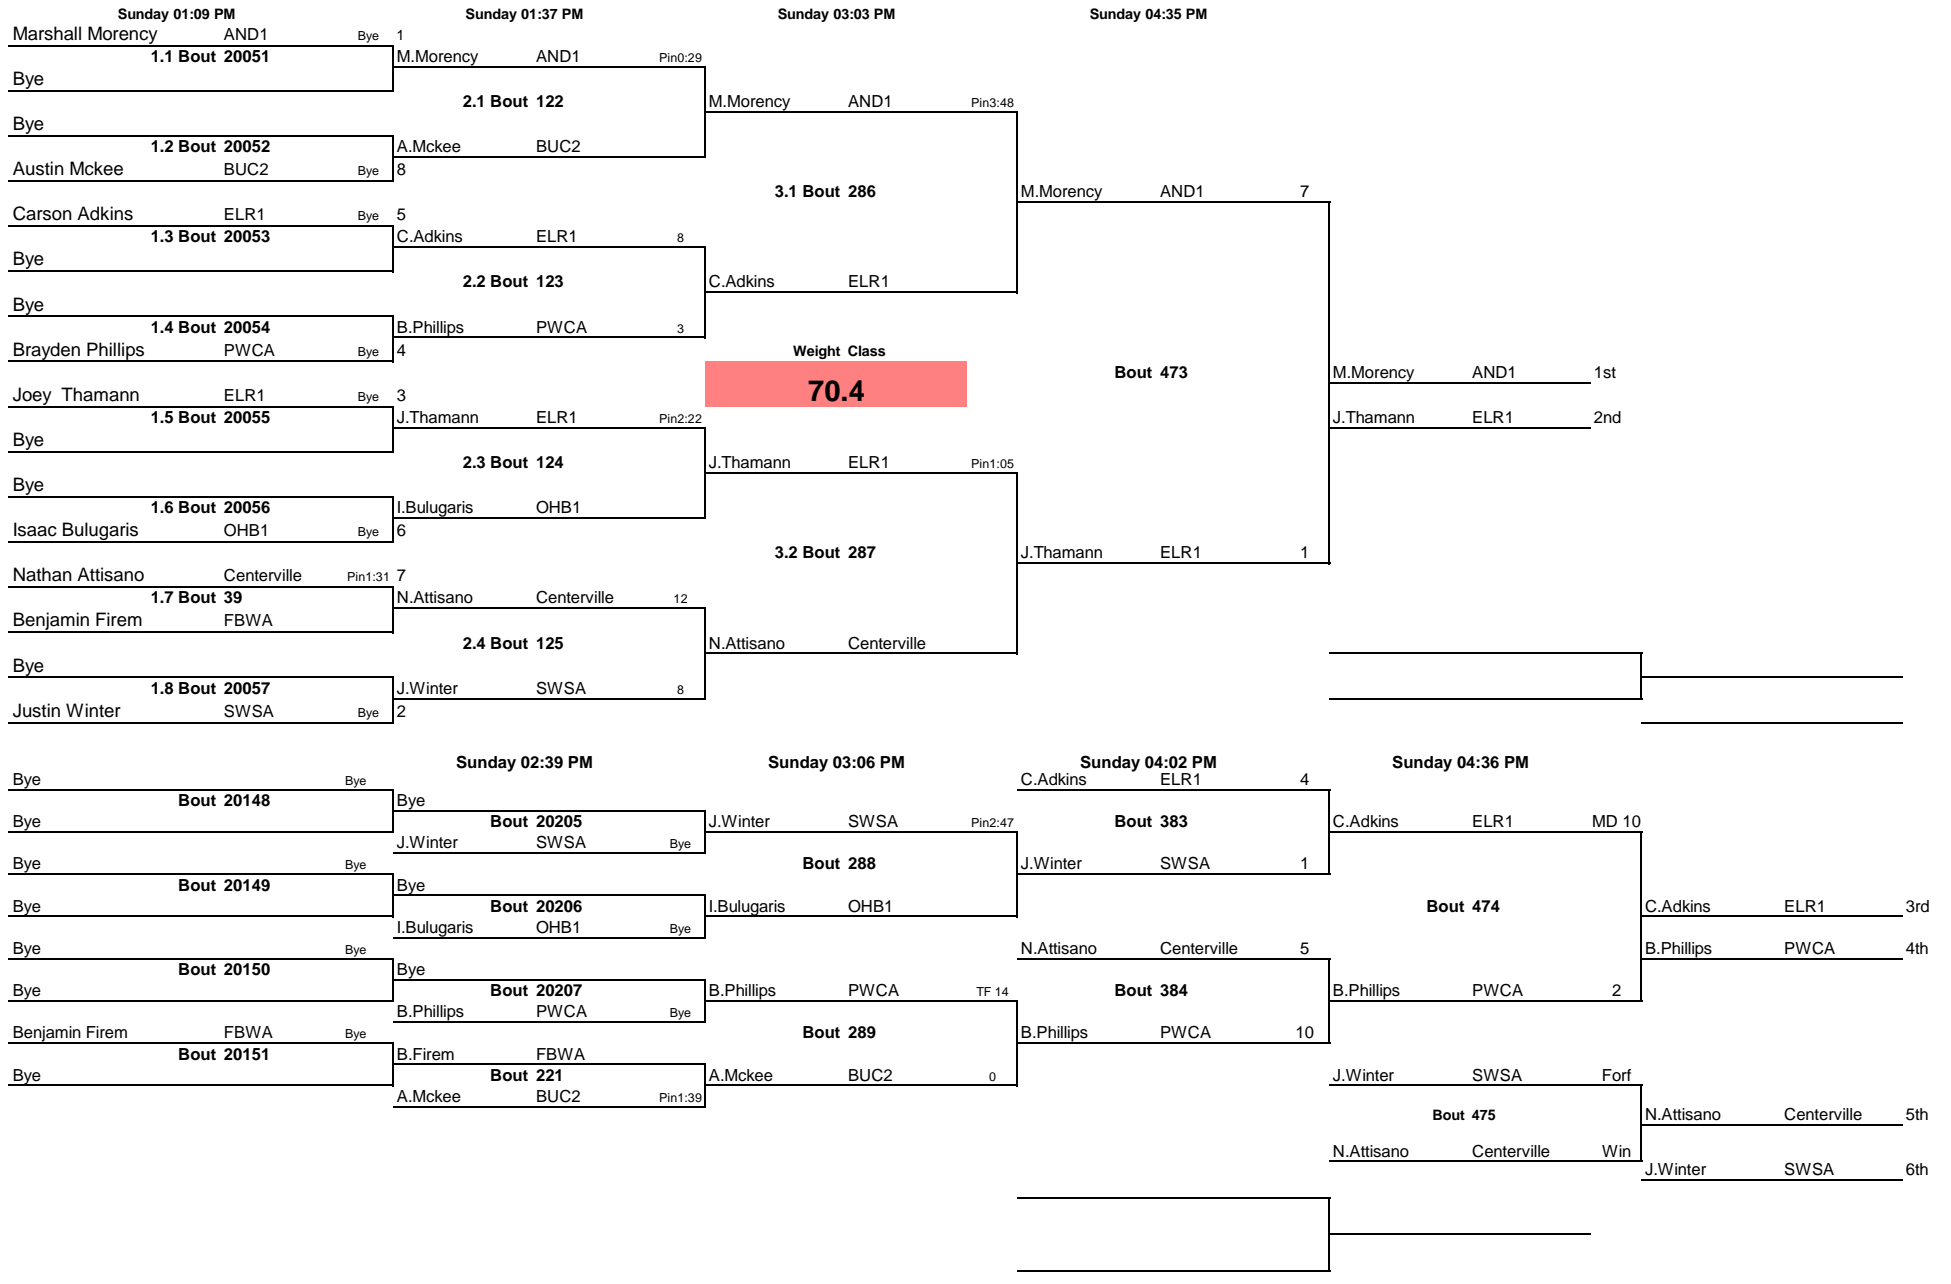 Sunday 01:09 PM Sunday 01:37 PM Sunday 03:03 PM Sunday 04:35 PM
Marshall Morency AND1 Bye 1
1.1 Bout 20051 M.Morency AND1 Pin0:29
Bye
2.1 Bout 122 M.Morency AND1 Pin3:48
Bye
1.2 Bout 20052 A.Mckee BUC2
Austin Mckee BUC2 Bye 8
3.1 Bout 286 M.Morency AND1 7
Carson Adkins ELR1 Bye 5
1.3 Bout 20053 C.Adkins ELR1 8
Bye
2.2 Bout 123 C.Adkins ELR1
Bye
1.4 Bout 20054 B.Phillips PWCA 3
Brayden Phillips PWCA Bye 4 Weight Class
Bout 473 M.Morency AND1 1st
70.4
Joey Thamann ELR1 Bye 3
1.5 Bout 20055 J.Thamann ELR1 Pin2:22 J.Thamann ELR1 2nd
Bye
2.3 Bout 124 J.Thamann ELR1 Pin1:05
Bye
1.6 Bout 20056 I.Bulugaris OHB1
Isaac Bulugaris OHB1 Bye 6
3.2 Bout 287 J.Thamann ELR1 1
Nathan Attisano Centerville Pin1:31 7
1.7 Bout 39 N.Attisano Centerville 12
Benjamin Firem FBWA
2.4 Bout 125 N.Attisano Centerville
Bye
1.8 Bout 20057 J.Winter SWSA 8
Justin Winter SWSA Bye 2
Sunday 02:39 PM Sunday 03:06 PM Sunday 04:02 PM Sunday 04:36 PM
Bye Bye C.Adkins ELR1 4
Bout 20148 Bye
Bye Bout 20205 J.Winter SWSA Pin2:47 Bout 383 C.Adkins ELR1 MD 10
J.Winter SWSA Bye
Bye Bye Bout 288 J.Winter SWSA 1
Bout 20149 Bye
Bye Bout 20206 I.Bulugaris OHB1 Bout 474 C.Adkins ELR1 3rd
I.Bulugaris OHB1 Bye
Bye Bye N.Attisano Centerville 5 B.Phillips PWCA 4th
Bout 20150 Bye
Bye Bout 20207 B.Phillips PWCA TF 14 Bout 384 B.Phillips PWCA 2
B.Phillips PWCA Bye
Benjamin Firem FBWA Bye Bout 289 B.Phillips PWCA 10
Bout 20151 B.Firem FBWA
Bye Bout 221 A.Mckee BUC2 0 J.Winter SWSA Forf
A.Mckee BUC2 Pin1:39
Bout 475 N.Attisano Centerville 5th
N.Attisano Centerville Win
J.Winter SWSA 6th